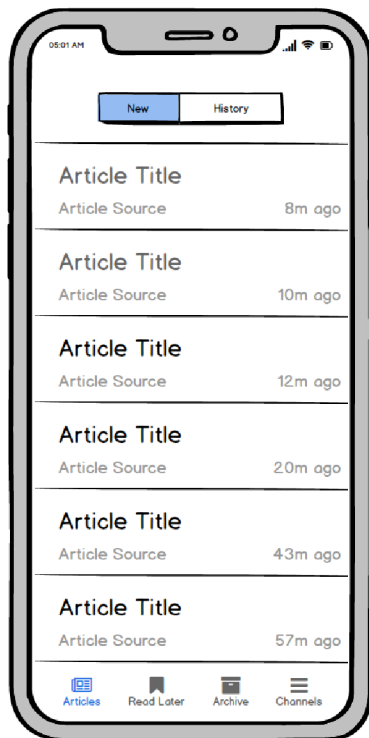 05:01 AM
New History
Article Title
Article Source 8m ago
Article Title
Article Source 10m ago
Article Title
Article Source 12m ago
Article Title
Article Source 20m ago
Article Title
Article Source 43m ago
Article Title
Article Source 57m ago
Articles Read Later Archive Channels